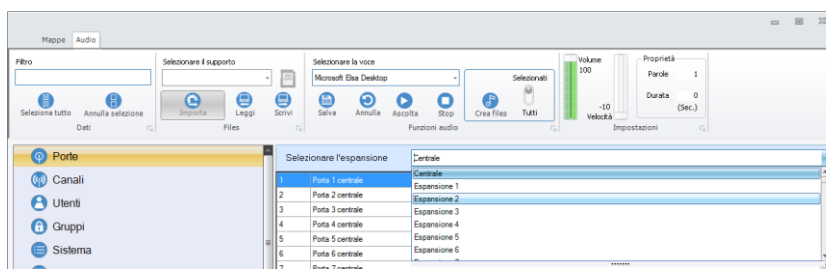 Mappe Audio
Filtro Selezionare il supporto Selezionare la voce Volume Proprietà
Microsoft Elsa Desktop Selezionati 100 Parole 1
Durata 0
-10 (Sec.)
Seleziona tutto Annulla selezione Importa Leggi Scrivi Salva Annulla Ascolta Stop Crea files Tutti Velocità
Dati Files Funzioni audio Impostazioni
Porte Selezionare l'espansione Centrale
Canali
Utenti
Gruppi
Sistema
1 Porta 1 centrale
2 Porta 2 centrale
3 Porta 3 centrale
4 Porta 4 centrale
5 Porta 5 centrale
6 Porta 6 centrale
7 Porta 7 centrale
Centrale
Espansione 1
Espansione 2
Espansione 3
Espansione 4
Espansione 5
Espansione 6